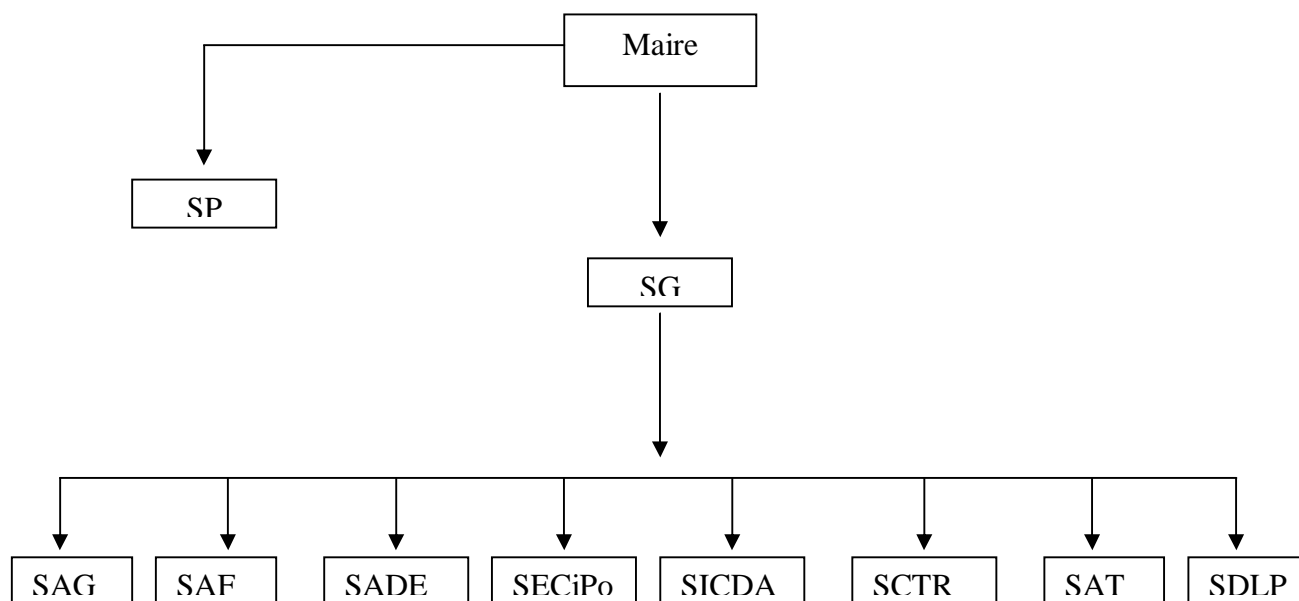 Maire
SP
SG
SAG
SAF
SADE
SECiPo
SICDA
SCTR
SAT
SDLP